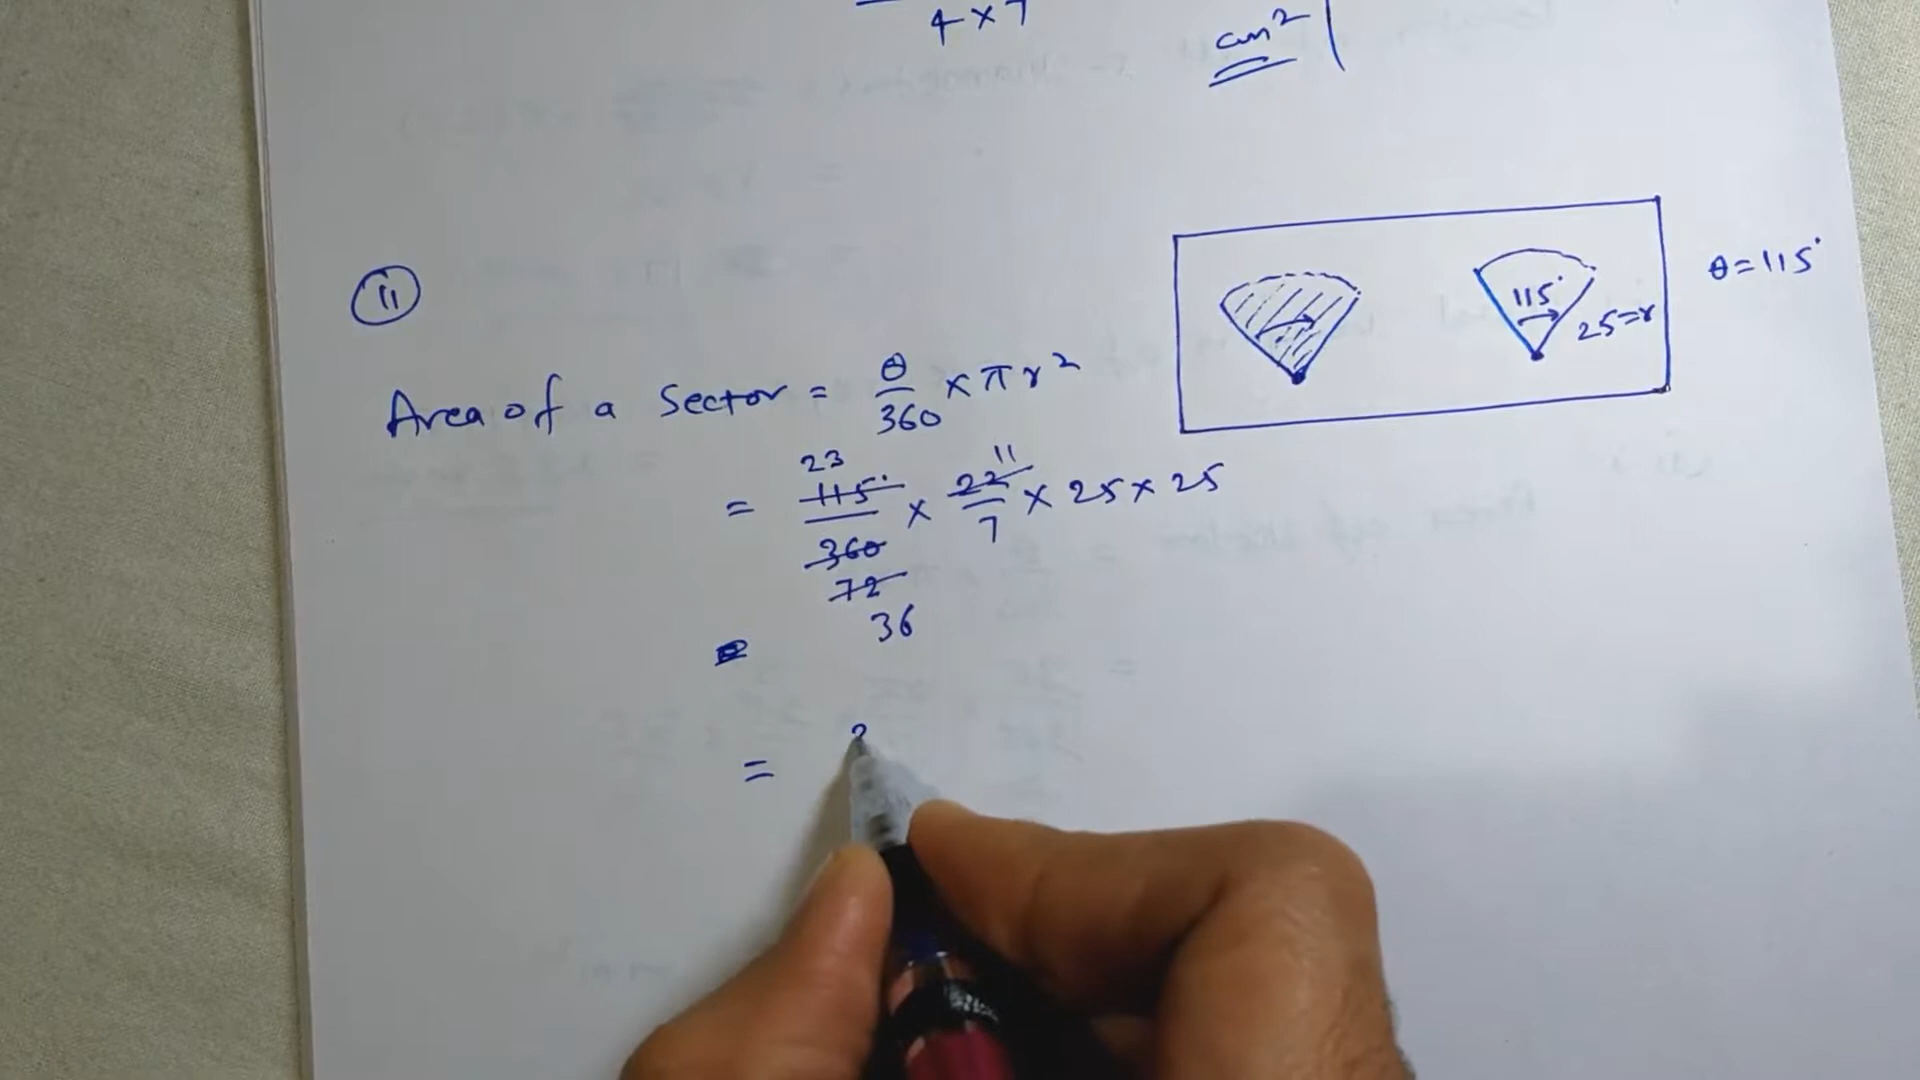 4 × 7
cm²
11
θ = 115°
115°
25 = r
Area of a Sector = θ/360 × π r²
23 11
= 115°/360 × 22/7 × 25 × 25
72
36
=